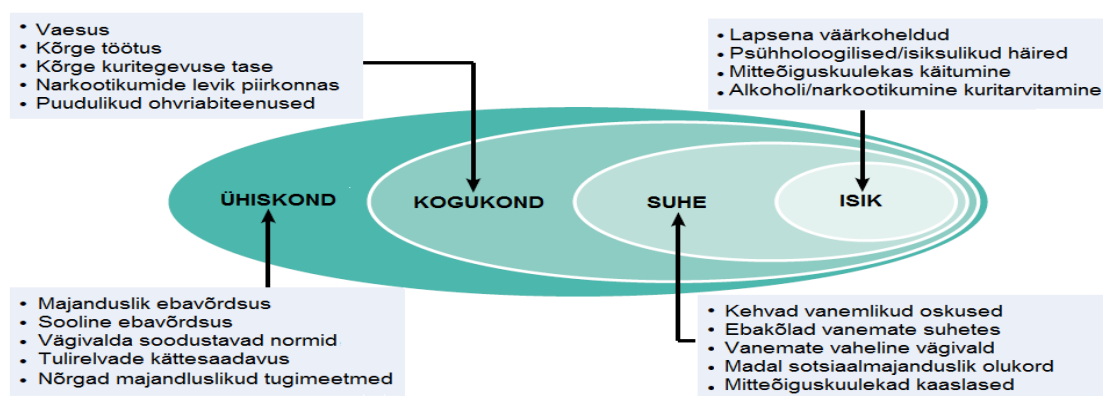 • Vaesus
• Kõrge töötus
• Kõrge kuritegevuse tase
• Narkootikumide levik piirkonnas
• Puudulikud ohvriabiteenused
• Lapsena väärkoheldud
• Psühholoogilised/isiksulikud häired
• Mitteõiguskuulekas käitumine
• Alkoholi/narkootikumine kuritarvitamine
ÜHISKOND
KOGUKOND
SUHE
ISIK
• Majanduslik ebavõrdsus
• Sooline ebavõrdsus
• Vägivalda soodustavad normid
• Tulirelvade kättesaadavus
• Nõrgad majandluslikud tugimeetmed
• Kehvad vanemlikud oskused
• Ebakõlad vanemate suhetes
• Vanemate vaheline vägivald
• Madal sotsiaalmajanduslik olukord
• Mitteõiguskuulekad kaaslased